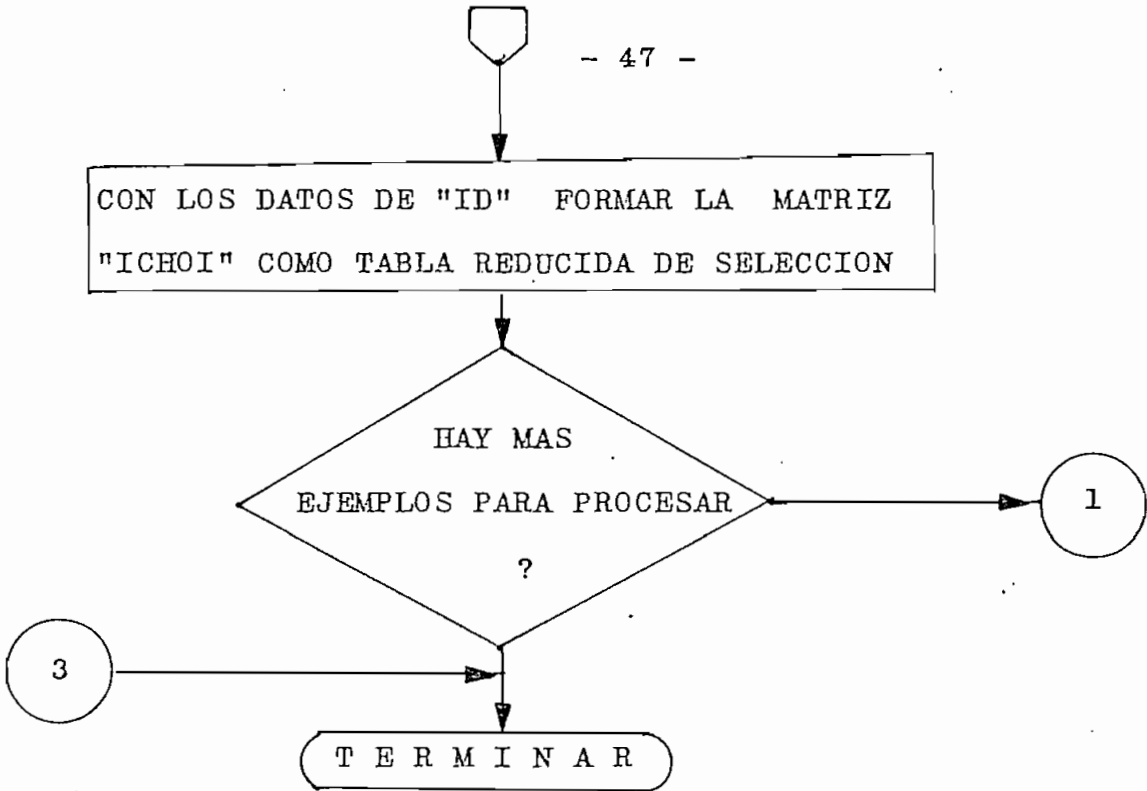 - 47 -
CON LOS DATOS DE "ID" FORMAR LA MATRIZ
"ICHOI" COMO TABLA REDUCIDA DE SELECCION
HAY MAS
EJEMPLOS PARA PROCESAR
?
1
3
T E R M I N A R